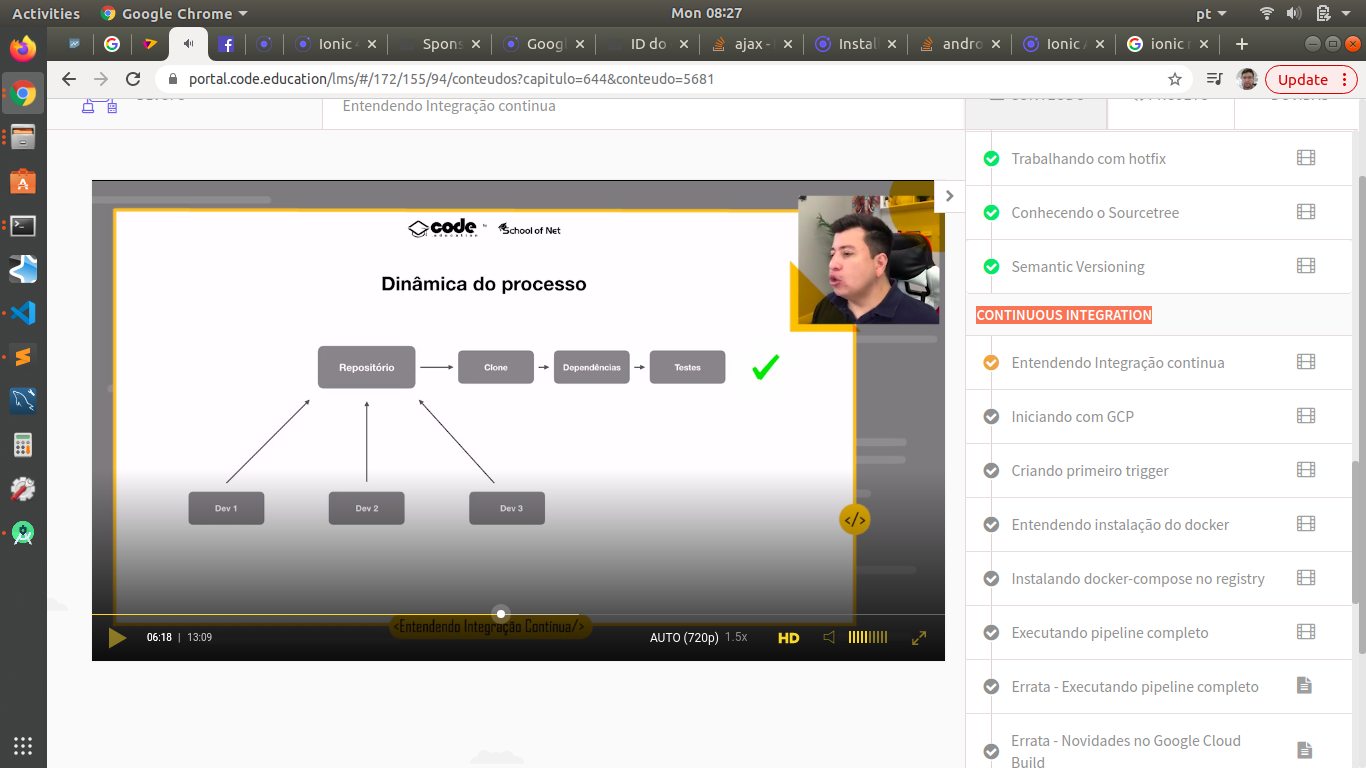 Activities
Google Chrome
Mon 08:27
pt
Ionic 4
Spons
Googl
ID do
ajax -
Install
andro
Ionic
ionic
portal.code.education/lms/#/172/155/94/conteudos?capitulo=644&conteudo=5681
Update
Entendendo Integração continua
code
education
by
School of Net
Dinâmica do processo
Repositório
Clone
Dependências
Testes
Dev 1
Dev 2
Dev 3
</>
<Entendendo Integração Contínua/>
06:18 | 13:09
AUTO (720p) 1.5x
HD
Trabalhando com hotfix
Conhecendo o Sourcetree
Semantic Versioning
CONTINUOUS INTEGRATION
Entendendo Integração continua
Iniciando com GCP
Criando primeiro trigger
Entendendo instalação do docker
Instalando docker-compose no registry
Executando pipeline completo
Errata - Executando pipeline completo
Errata - Novidades no Google Cloud
Build